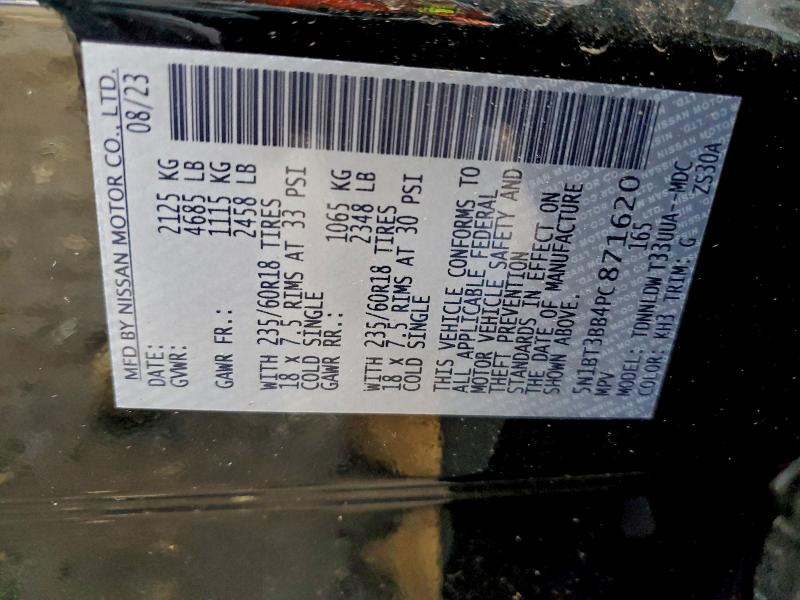 MFD BY NISSAN MOTOR CO., LTD.
DATE: 08/23
GVWR: 2125 KG
4685 LB
GAWR FR.: 1115 KG
2458 LB
WITH 235/60R18 TIRES
18 X 7.5 RIMS AT 33 PSI
COLD SINGLE
GAWR RR.: 1065 KG
2348 LB
WITH 235/60R18 TIRES
18 X 7.5 RIMS AT 30 PSI
COLD SINGLE
THIS VEHICLE CONFORMS TO
ALL APPLICABLE FEDERAL
MOTOR VEHICLE SAFETY AND
THEFT PREVENTION
STANDARDS IN EFFECT ON
THE DATE OF MANUFACTURE
SHOWN ABOVE.
5N1BT3BB4PC871620
MPV 165
MODEL: TDNNLDW T33UUA--MDC
COLOR: KH3 TRIM: G ZS30A